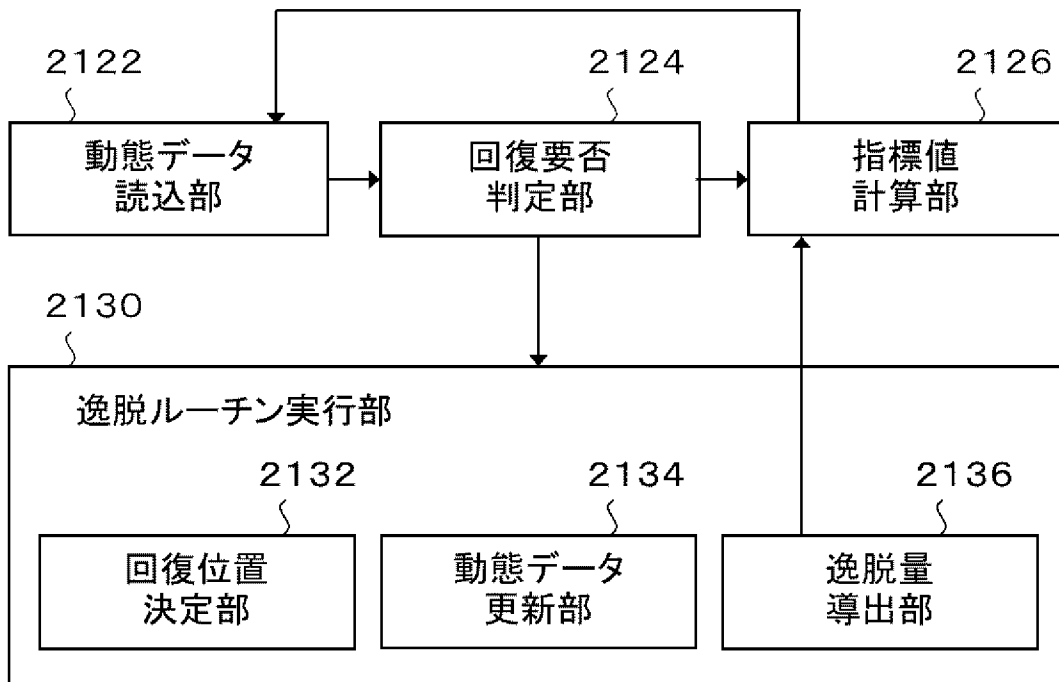 2122
2124
2126
動態データ
読込部
回復要否
判定部
指標値
計算部
2130
逸脱ルーチン実行部
2132
2134
2136
回復位置
決定部
動態データ
更新部
逸脱量
導出部